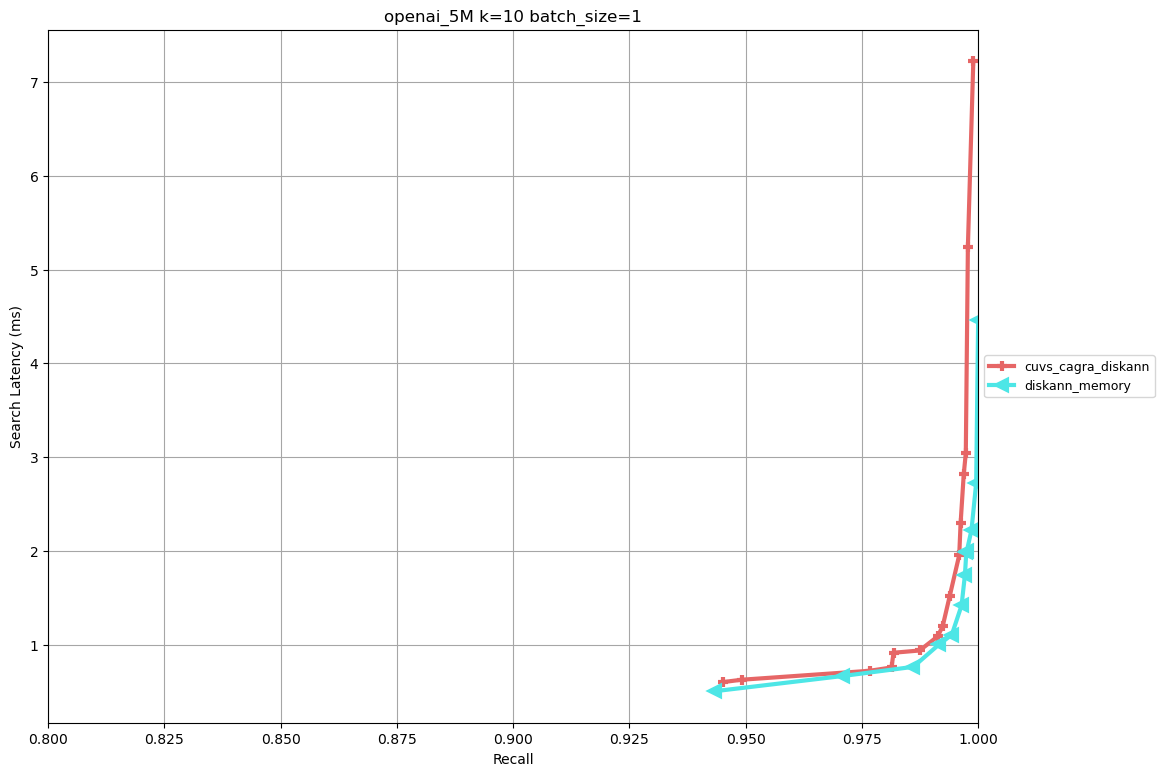 openai_5M k=10 batch_size=1
Search Latency (ms)
7
6
5
4
3
2
1
0.800 0.825 0.850 0.875 0.900 0.925 0.950 0.975 1.000
Recall
cuvs_cagra_diskann
diskann_memory